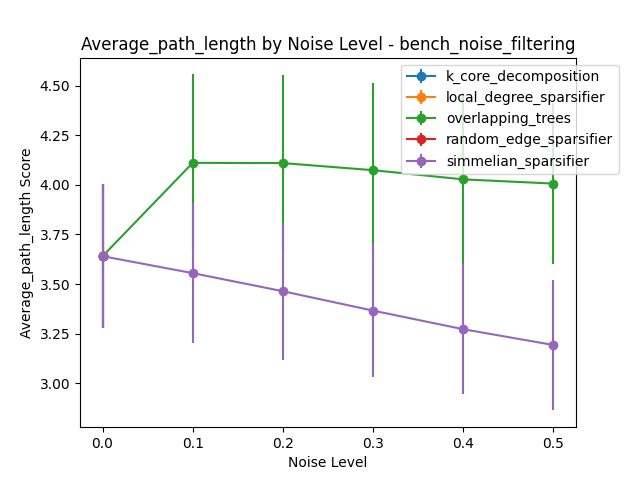 Average_path_length by Noise Level - bench_noise_filtering
k_core_decomposition
local_degree_sparsifier
overlapping_trees
random_edge_sparsifier
simmelian_sparsifier
Average_path_length Score
4.50
4.25
4.00
3.75
3.50
3.25
3.00
0.0 0.1 0.2 0.3 0.4 0.5
Noise Level